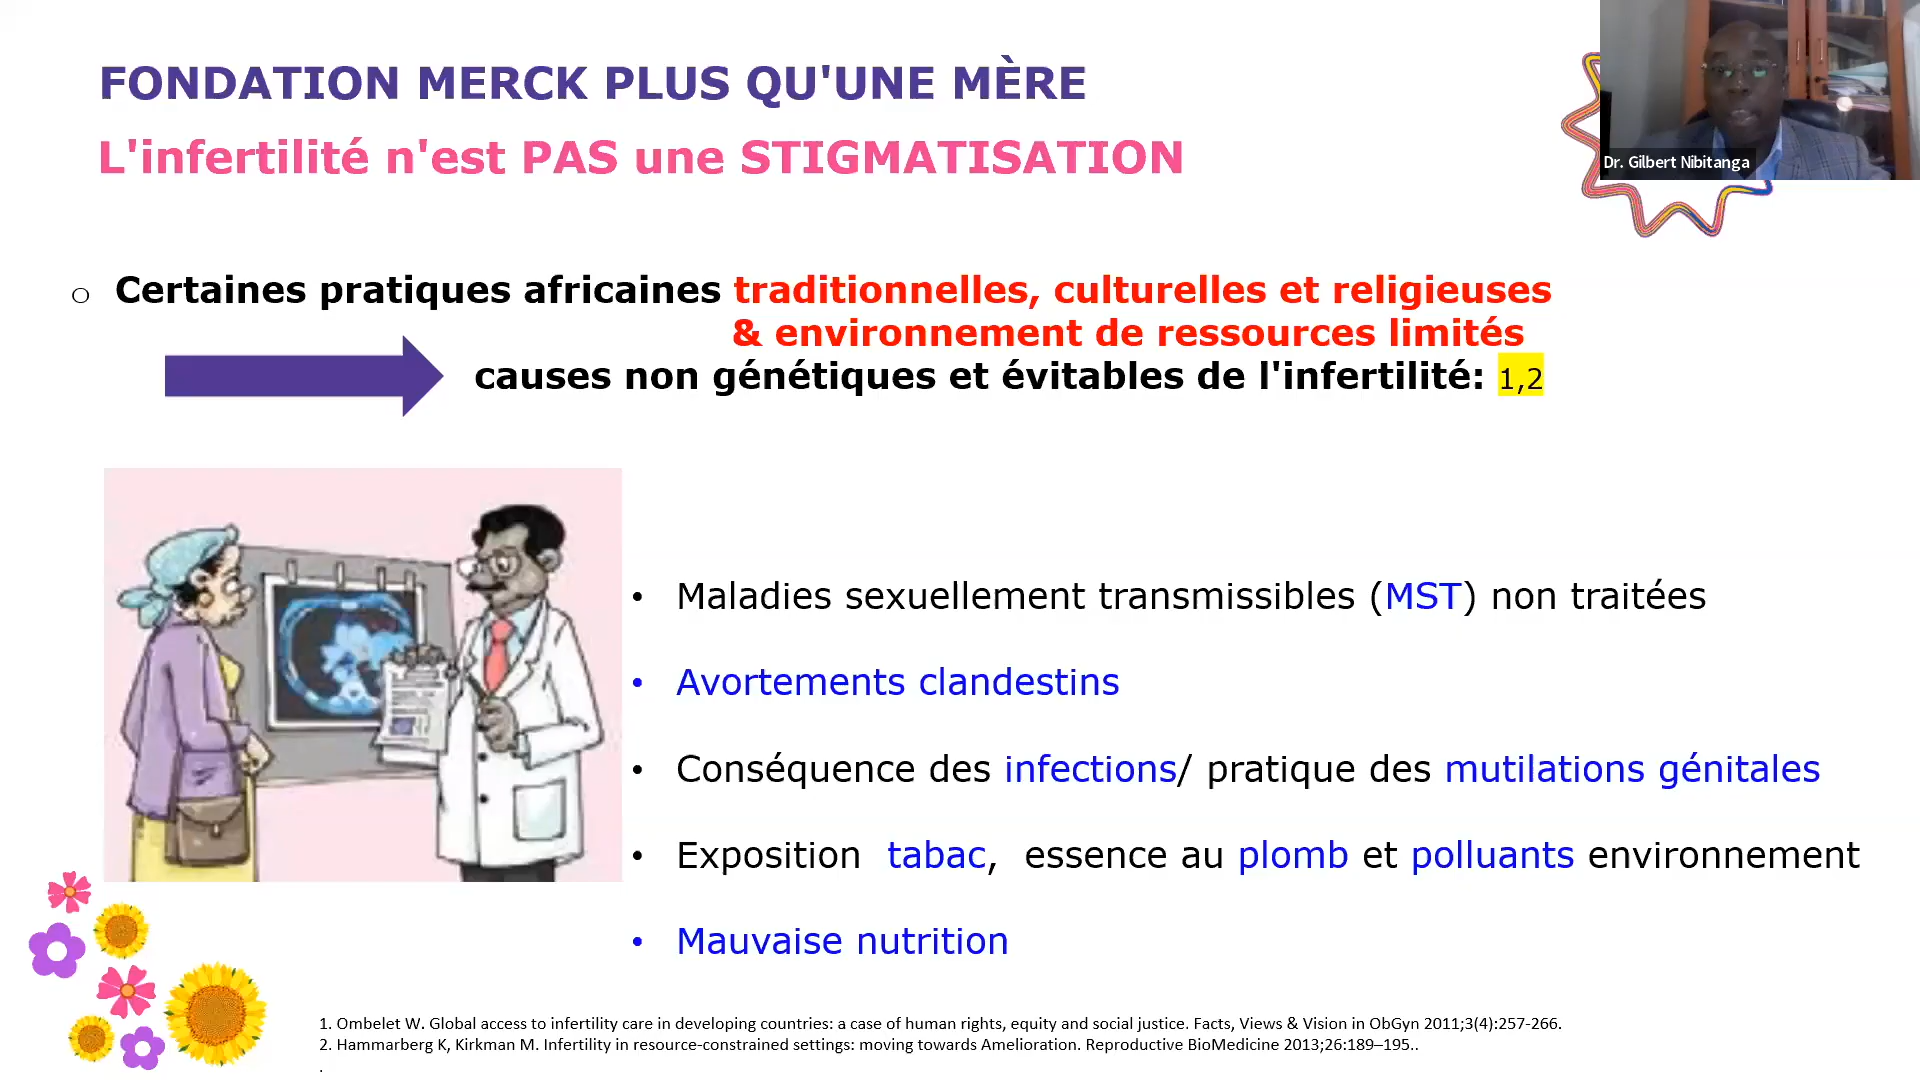 FONDATION MERCK PLUS QU'UNE MÈRE
L'infertilité n'est PAS une STIGMATISATION
Dr. Gilbert Nibitanga
o Certaines pratiques africaines traditionnelles, culturelles et religieuses
& environnement de ressources limités
causes non génétiques et évitables de l'infertilité: 1,2
• Maladies sexuellement transmissibles (MST) non traitées
• Avortements clandestins
• Conséquence des infections/ pratique des mutilations génitales
• Exposition tabac, essence au plomb et polluants environnement
• Mauvaise nutrition
1. Ombelet W. Global access to infertility care in developing countries: a case of human rights, equity and social justice. Facts, Views & Vision in ObGyn 2011;3(4):257-266.
2. Hammarberg K, Kirkman M. Infertility in resource-constrained settings: moving towards Amelioration. Reproductive BioMedicine 2013;26:189–195..
.